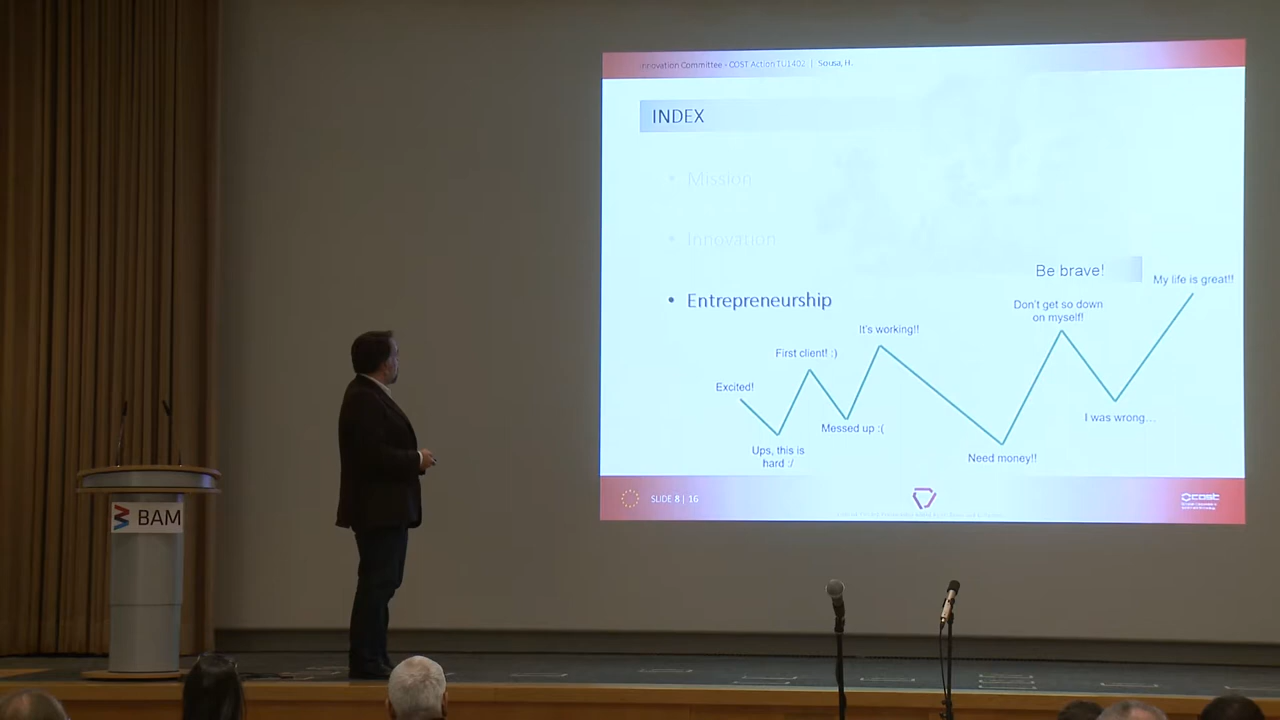 Innovation Committee - COST Action TU1402 | Sousa, H.
INDEX
• Mission
• Innovation
• Entrepreneurship
Be brave!
My life is great!!
Don't get so down
on myself!
It's working!!
First client! :)
Excited!
I was wrong...
Messed up :(
Ups, this is
hard :/
Need money!!
SLIDE 8 | 16
cost
BAM